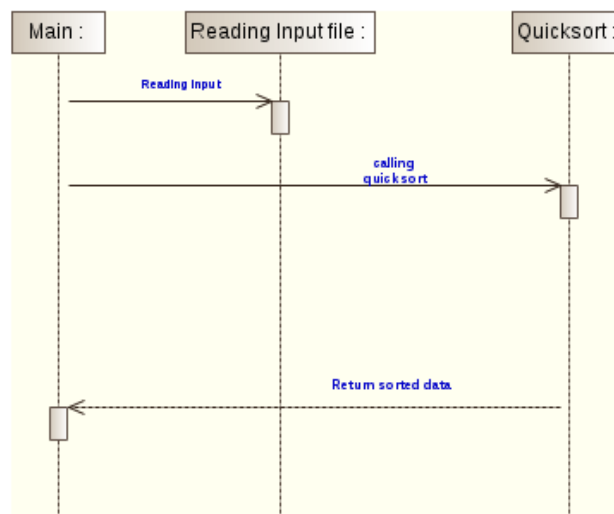 Main :
Reading Input file :
Quicksort :
Reading Input
calling
quicksort
Return sorted data